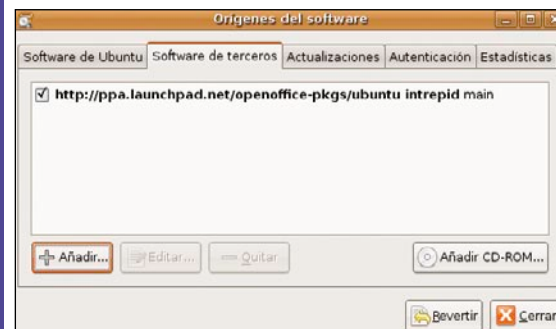 Orígenes del software
Software de Ubuntu Software de terceros Actualizaciones Autenticación Estadísticas
http://ppa.launchpad.net/openoffice-pkgs/ubuntu intrepid main
Añadir... Editar... Quitar Añadir CD-ROM...
Revertir Cerrar